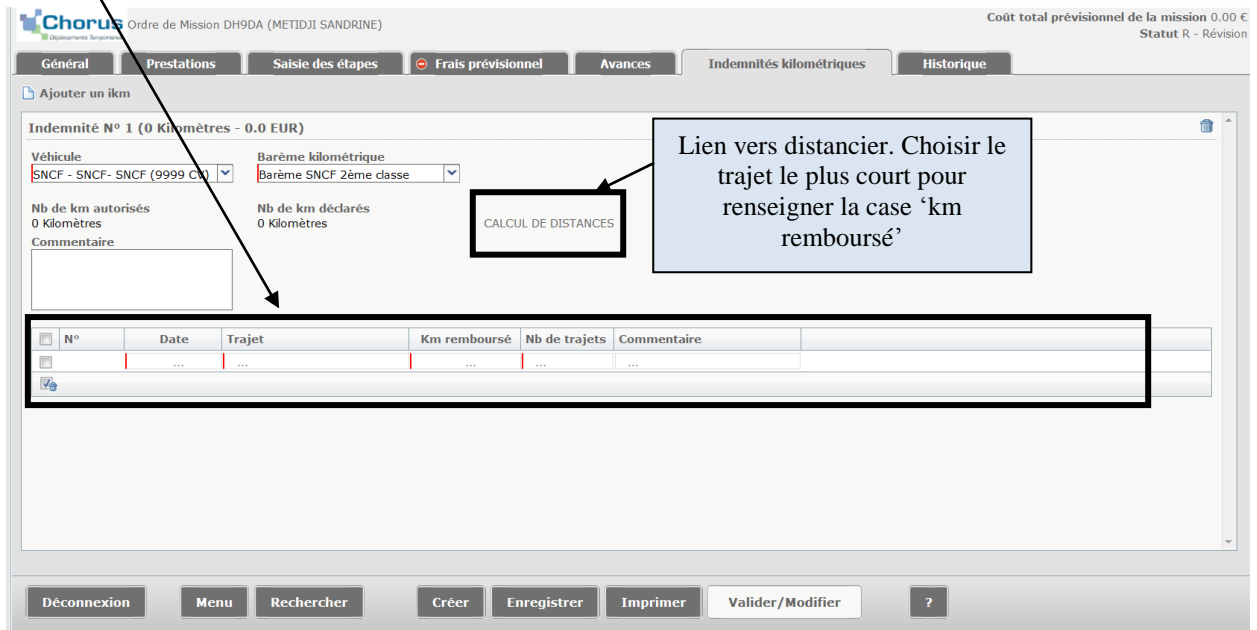 Chorus Ordre de Mission DH9DA (METIDJI SANDRINE)
Déplacements Temporaires
Coût total prévisionnel de la mission 0.00 €
Statut R - Révision
Général Prestations Saisie des étapes Frais prévisionnel Avances Indemnités kilométriques Historique
Ajouter un ikm
Indemnité Nº 1 (0 Kilomètres - 0.0 EUR)
Véhicule Barème kilométrique
SNCF - SNCF- SNCF (9999 CV) Barème SNCF 2ème classe
Nb de km autorisés Nb de km déclarés
0 Kilomètres 0 Kilomètres
CALCUL DE DISTANCES
Commentaire
Lien vers distancier. Choisir le
trajet le plus court pour
renseigner la case ‘km
remboursé’
Nº Date Trajet Km remboursé Nb de trajets Commentaire
... ... ... ... ...
Déconnexion Menu Rechercher Créer Enregistrer Imprimer Valider/Modifier ?